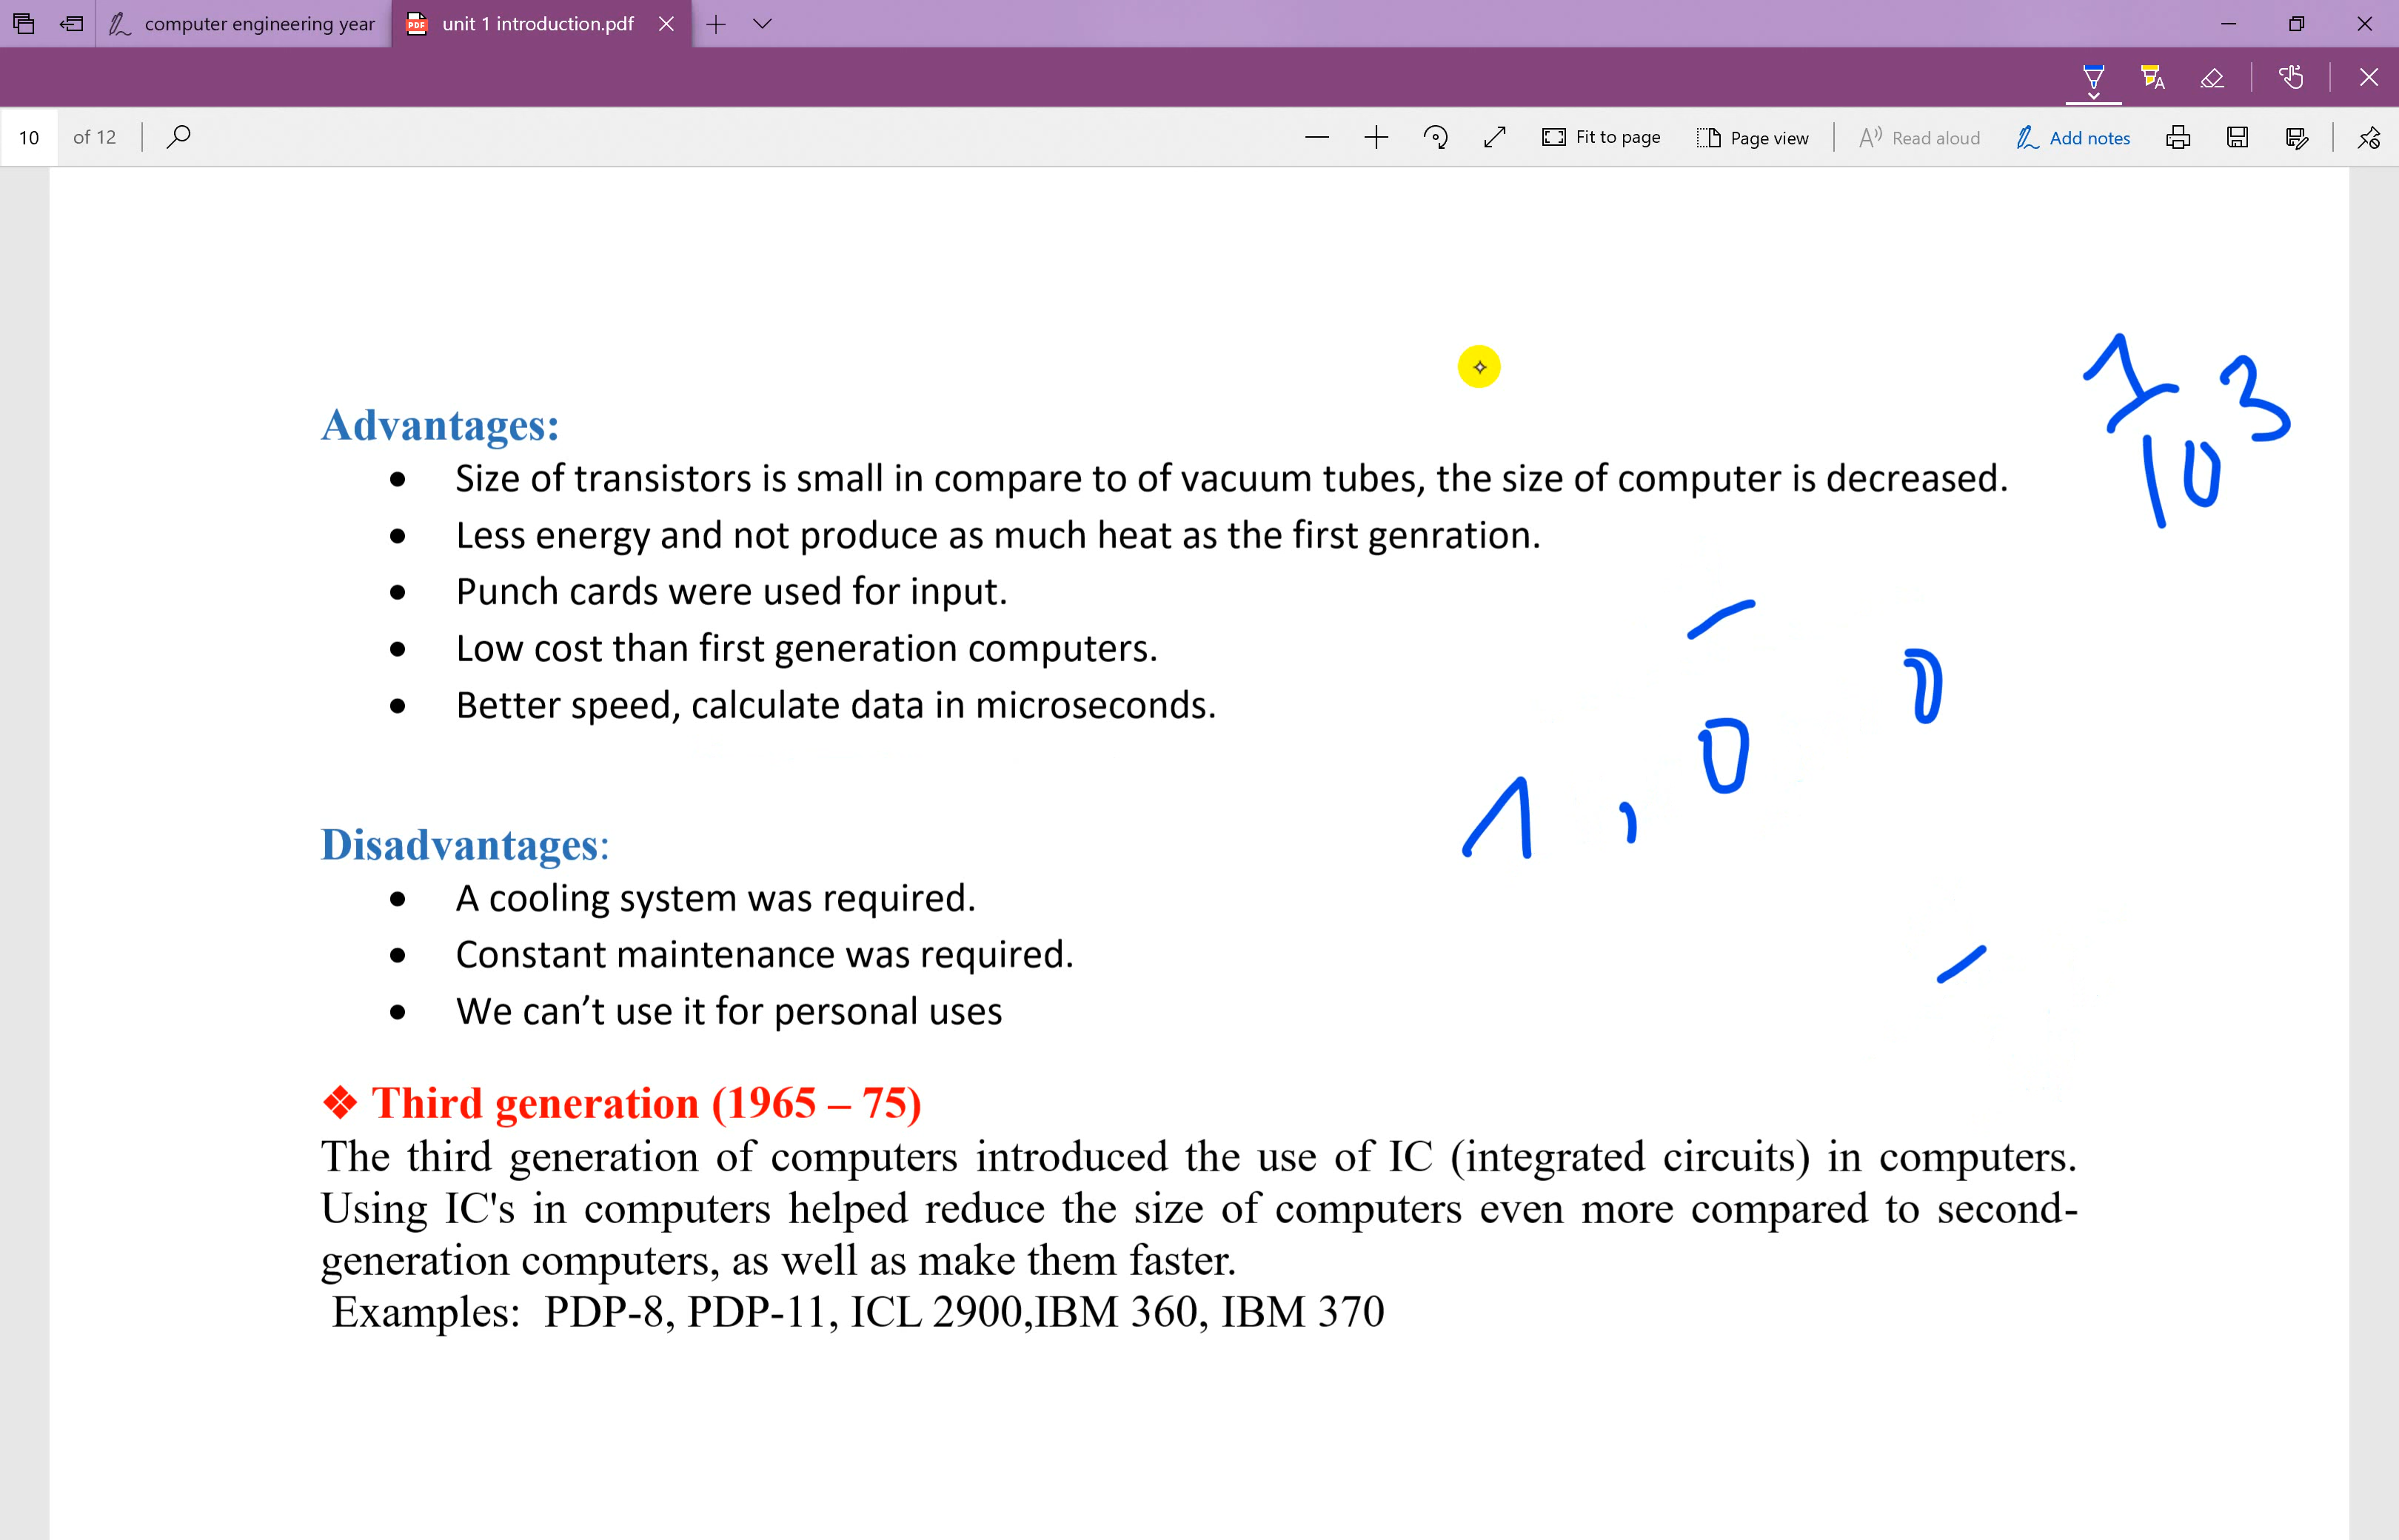 computer engineering year
PDF unit 1 introduction.pdf
10 of 12 Fit to page Page view Read aloud Add notes
1
10 3
Advantages:
• Size of transistors is small in compare to of vacuum tubes, the size of computer is decreased.
• Less energy and not produce as much heat as the first genration.
• Punch cards were used for input.
• Low cost than first generation computers.
• Better speed, calculate data in microseconds.
0
1 , 0
Disadvantages:
• A cooling system was required.
• Constant maintenance was required.
• We can’t use it for personal uses
❖ Third generation (1965 – 75)
The third generation of computers introduced the use of IC (integrated circuits) in computers.
Using IC's in computers helped reduce the size of computers even more compared to second-
generation computers, as well as make them faster.
Examples: PDP-8, PDP-11, ICL 2900,IBM 360, IBM 370